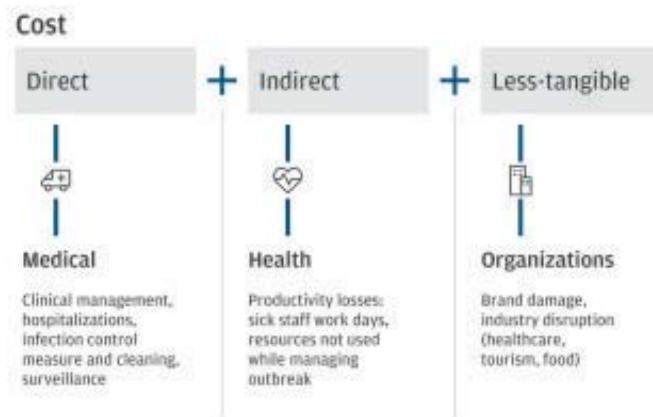 Cost
Direct + Indirect + Less-tangible
Medical
Clinical management,
hospitalizations,
infection control
measure and cleaning,
surveillance
Health
Productivity losses:
sick staff work days,
resources not used
while managing
outbreak
Organizations
Brand damage,
industry disruption
(healthcare,
tourism, food)